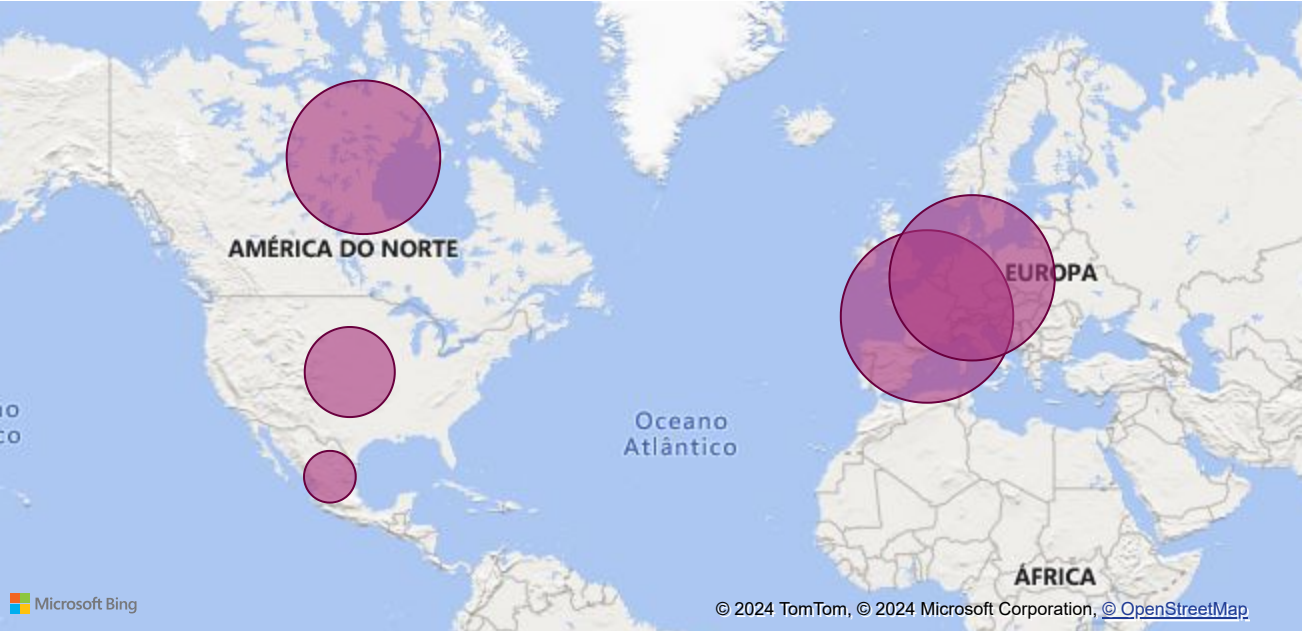 AMÉRICA DO NORTE
EUROPA
Oceano
Atlântico
ÁFRICA
Microsoft Bing
© 2024 TomTom, © 2024 Microsoft Corporation, © OpenStreetMap